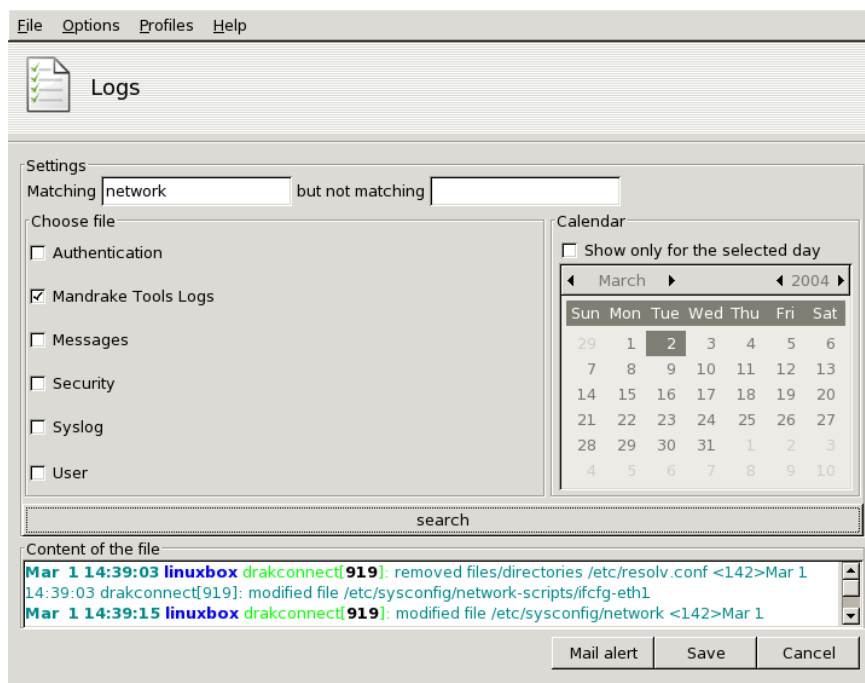 File Options Profiles Help
Logs
Settings
Matching network but not matching
Choose file
Authentication
Mandrake Tools Logs
Messages
Security
Syslog
User
Calendar
Show only for the selected day
March 2004
Sun Mon Tue Wed Thu Fri Sat
29 1 2 3 4 5 6
7 8 9 10 11 12 13
14 15 16 17 18 19 20
21 22 23 24 25 26 27
28 29 30 31 1 2 3
4 5 6 7 8 9 10
search
Content of the file
Mar 1 14:39:03 linuxbox drakconnect[919]: removed files/directories /etc/resolv.conf <142>Mar 1
14:39:03 drakconnect[919]: modified file /etc/sysconfig/network-scripts/ifcfg-eth1
Mar 1 14:39:15 linuxbox drakconnect[919]: modified file /etc/sysconfig/network <142>Mar 1
Mail alert Save Cancel